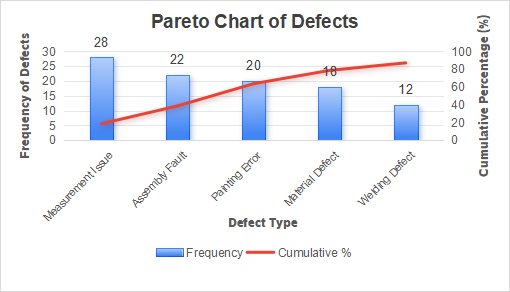 Pareto Chart of Defects
Frequency of Defects
30
25
20
15
10
5
0
28
22
20
18
12
100
80
60
40
20
0
Cumulative Percentage (%)
Measurement Issue
Assembly Fault
Painting Error
Material Defect
Welding Defect
Defect Type
Frequency
Cumulative %